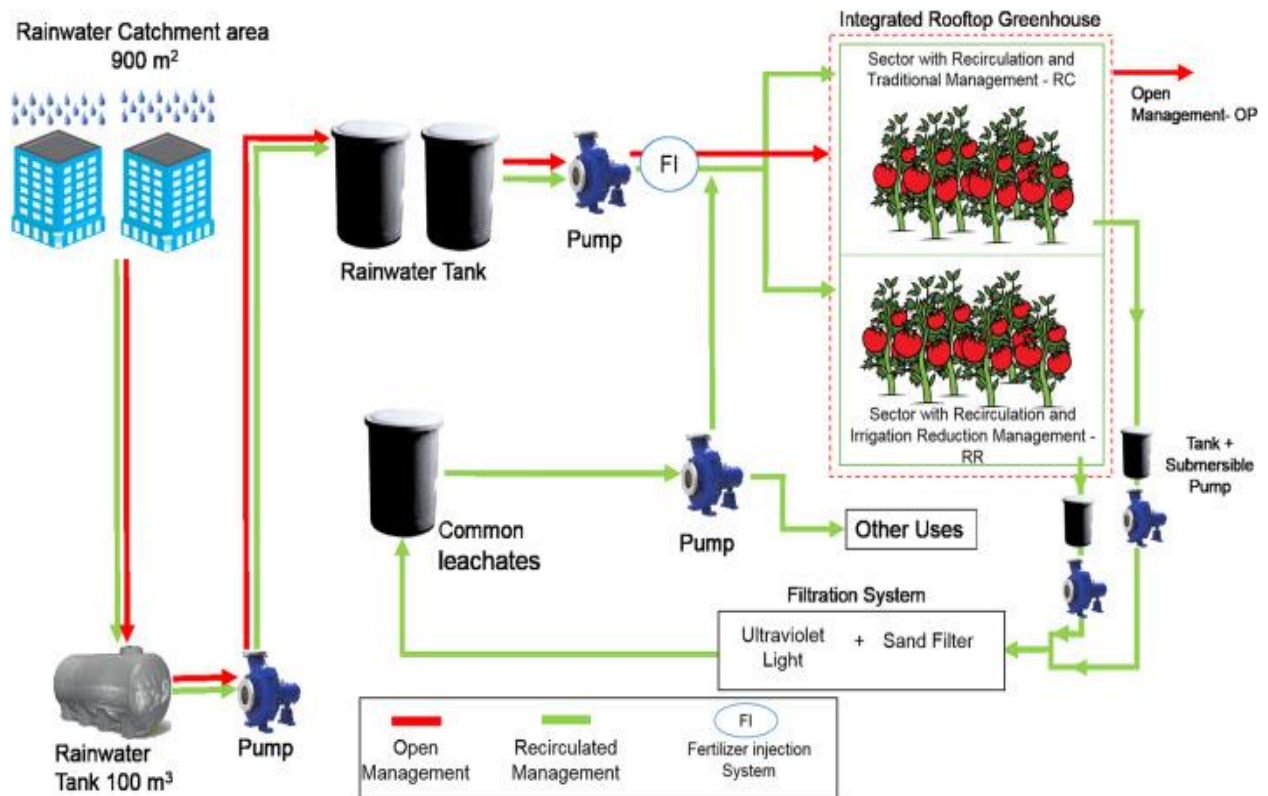 Rainwater Catchment area
900 m²
Integrated Rooftop Greenhouse
Sector with Recirculation and
Traditional Management - RC
Open
Management- OP
FI
Pump
Rainwater Tank
Sector with Recirculation and
Irrigation Reduction Management -
RR
Tank +
Submersible
Pump
Common
leachates
Pump
Other Uses
Filtration System
Ultraviolet
Light
+
Sand Filter
Rainwater
Tank 100 m³
Pump
Open
Management
Recirculated
Management
FI
Fertilizer injection
System